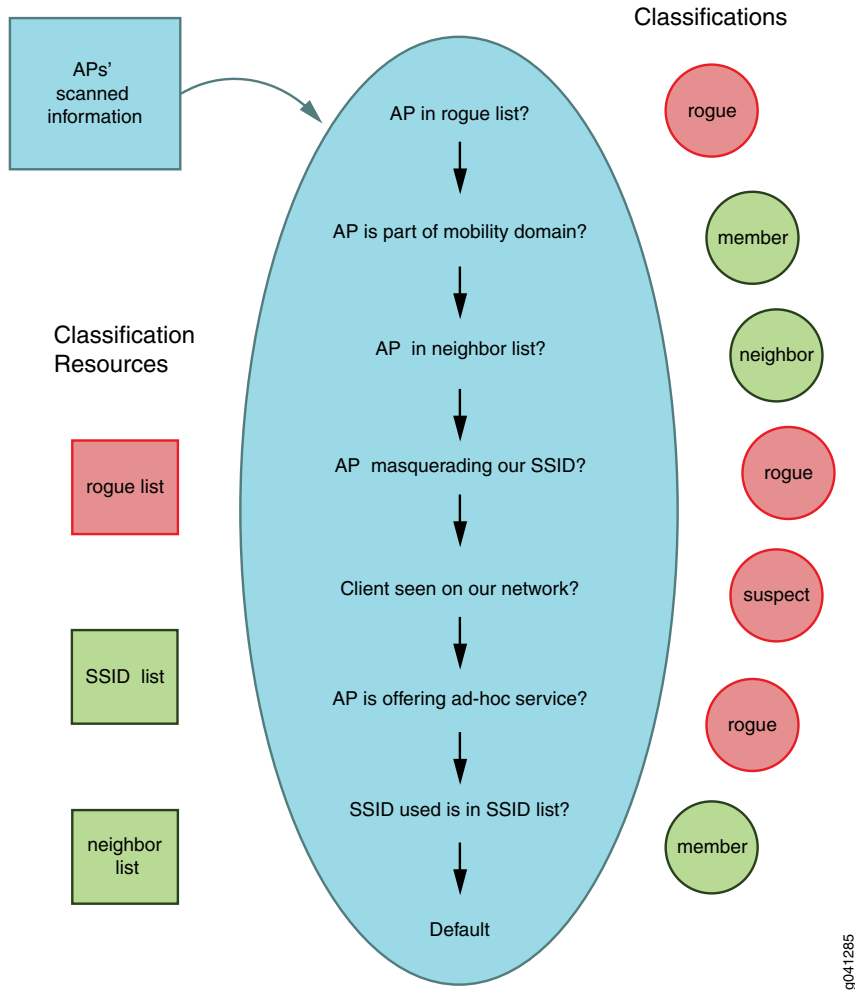 Classifications
APs'
scanned
information
AP in rogue list?
rogue
AP is part of mobility domain?
member
Classification
Resources
AP in neighbor list?
neighbor
rogue list
AP masquerading our SSID?
rogue
Client seen on our network?
suspect
SSID list
AP is offering ad-hoc service?
rogue
SSID used is in SSID list?
member
neighbor
list
Default
g041285